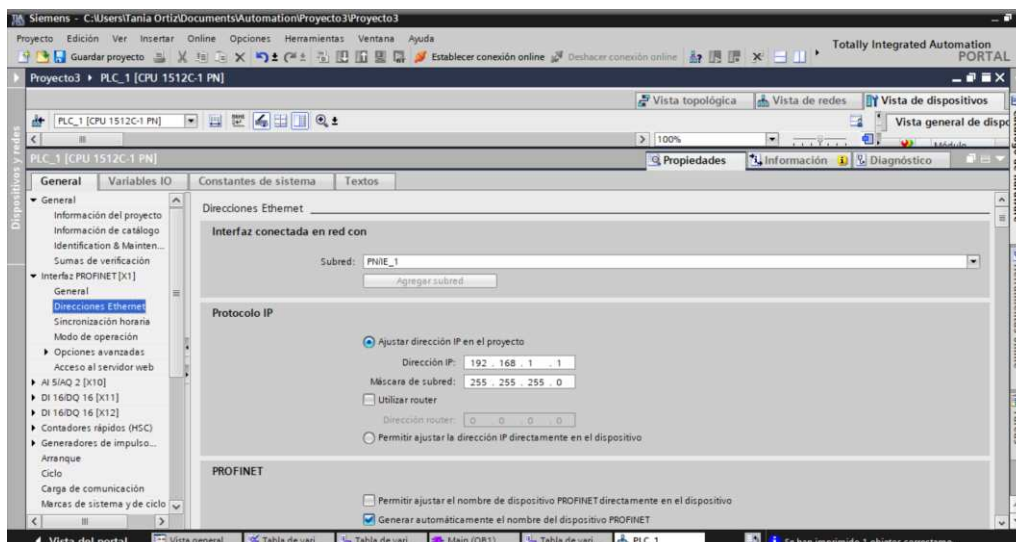 Siemens - C:\Users\Tania Ortiz\Documents\Automation\Proyecto3\Proyecto3
Proyecto Edición Ver Insertar Online Opciones Herramientas Ventana Ayuda
Totally Integrated Automation
PORTAL
Guardar proyecto Establecer conexión online Deshacer conexión online
Proyecto3 PLC_1 [CPU 1512C-1 PN]
Vista topológica Vista de redes Vista de dispositivos
PLC_1 [CPU 1512C-1 PN] Vista general de dispo
100% Módulo
PLC_1 [CPU 1512C-1 PN] Propiedades Información Diagnóstico
General Variables IO Constantes de sistema Textos
Dispositivos y redes
General
Información del proyecto
Información de catálogo
Identification & Mainten...
Sumas de verificación
Interfaz PROFINET [X1]
General
Direcciones Ethernet
Sincronización horaria
Modo de operación
Opciones avanzadas
Acceso al servidor web
AI 5/AQ 2 [X10]
DI 16/DQ 16 [X11]
DI 16/DQ 16 [X12]
Contadores rápidos (HSC)
Generadores de impulso...
Arranque
Ciclo
Carga de comunicación
Marcas de sistema y de ciclo
Direcciones Ethernet
Interfaz conectada en red con
Subred: PN/IE_1
Agregar subred
Protocolo IP
Ajustar dirección IP en el proyecto
Dirección IP: 192 . 168 . 1 . 1
Máscara de subred: 255 . 255 . 255 . 0
Utilizar router
Dirección router: 0 . 0 . 0 . 0
Permitir ajustar la dirección IP directamente en el dispositivo
PROFINET
Permitir ajustar el nombre de dispositivo PROFINET directamente en el dispositivo
Generar automáticamente el nombre del dispositivo PROFINET
Vista del portal Vista general Tabla de vari... Tabla de vari... Main (OB1) Tabla de vari... PLC_1